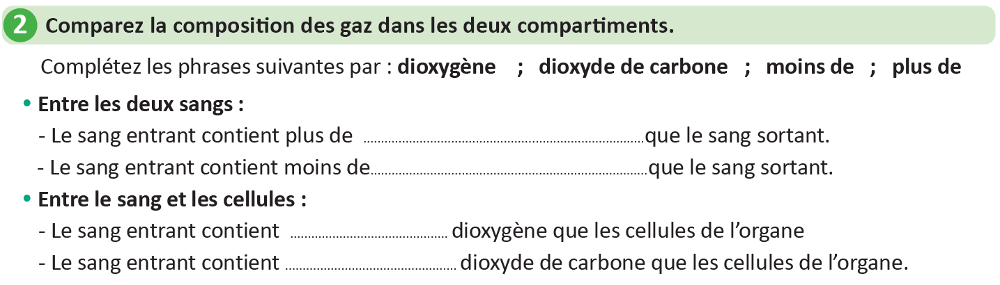 2 Comparez la composition des gaz dans les deux compartiments.
Complétez les phrases suivantes par : dioxygène ; dioxyde de carbone ; moins de ; plus de
• Entre les deux sangs :
- Le sang entrant contient plus de ........................................ que le sang sortant.
- Le sang entrant contient moins de ........................................ que le sang sortant.
• Entre le sang et les cellules :
- Le sang entrant contient ........................................ dioxygène que les cellules de l’organe
- Le sang entrant contient ........................................ dioxyde de carbone que les cellules de l’organe.